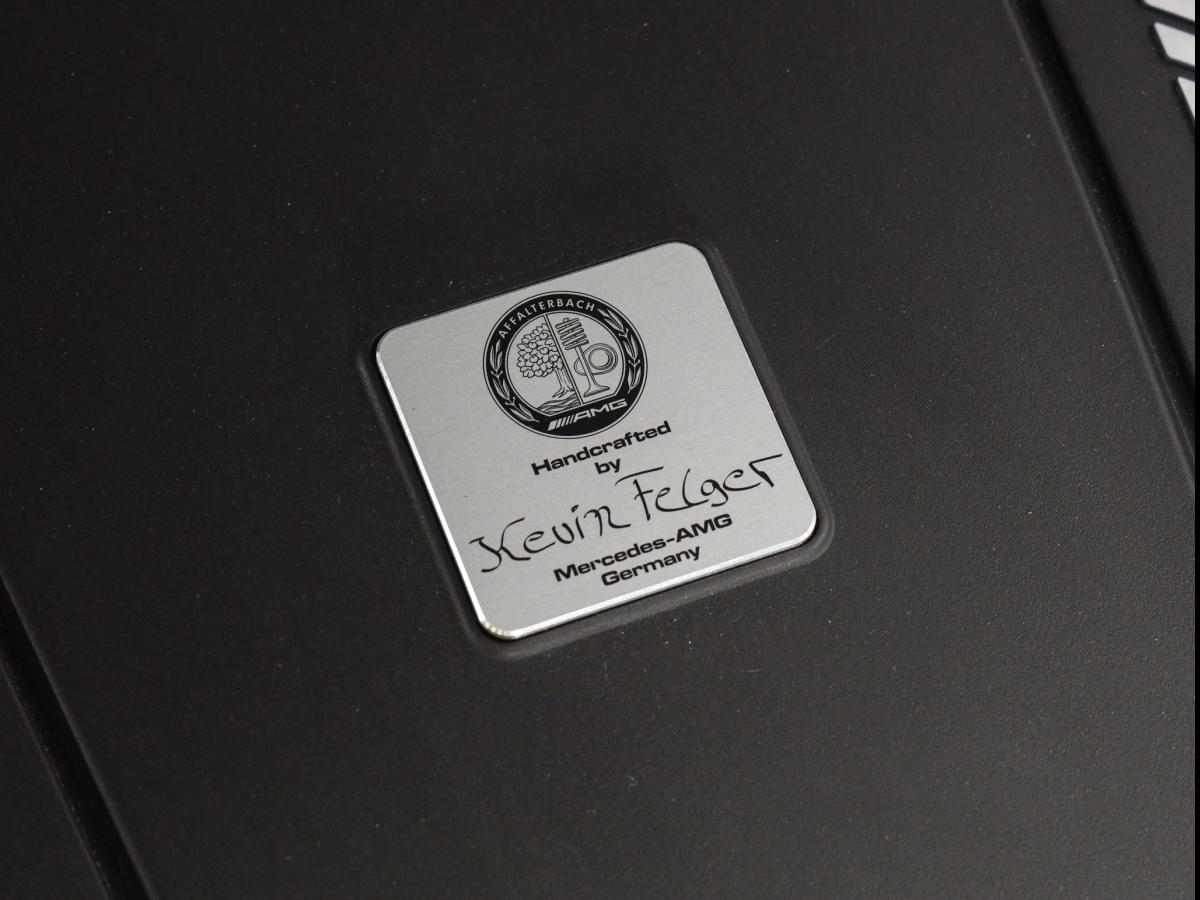 AFFALTERBACH
AMG
Handcrafted
by
Kevin Felger
Mercedes-AMG
Germany